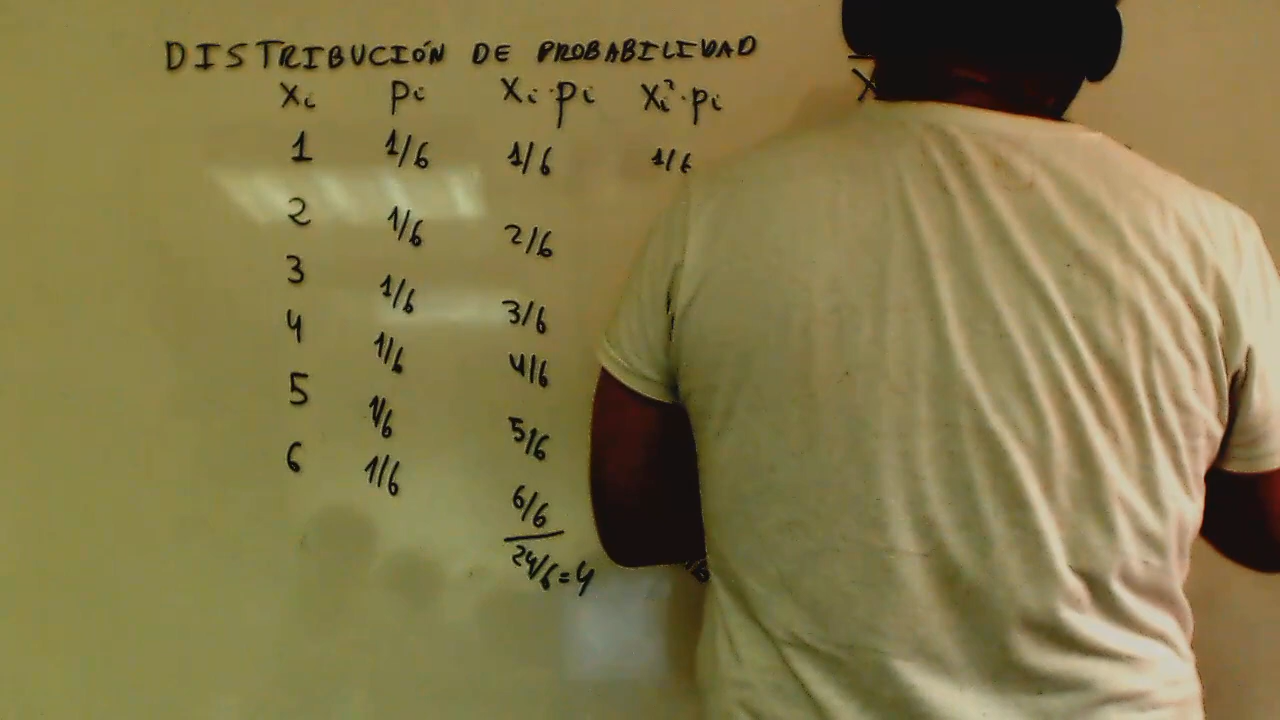 DISTRIBUCIÓN DE PROBABILIDAD
Xi pi Xi·pi Xi²·pi X
1 1/6 1/6 1/6
2 1/6 2/6
3 1/6 3/6
4 1/6 4/6
5 1/6 5/6
6 1/6 6/6
24/6=4